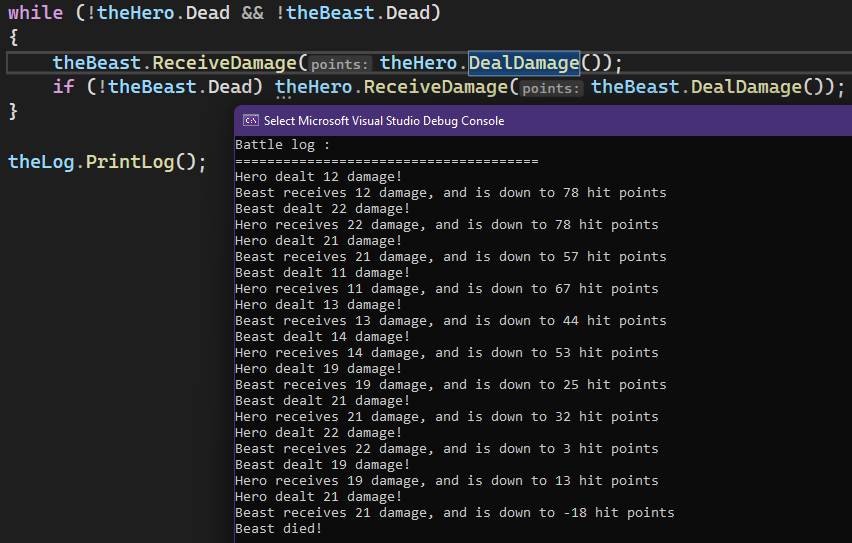 while (!theHero.Dead && !theBeast.Dead)
{
theBeast.ReceiveDamage(points: theHero.DealDamage());
if (!theBeast.Dead) theHero.ReceiveDamage(points: theBeast.DealDamage());
}
theLog.PrintLog();
Select Microsoft Visual Studio Debug Console
Battle log :
======================================
Hero dealt 12 damage!
Beast receives 12 damage, and is down to 78 hit points
Beast dealt 22 damage!
Hero receives 22 damage, and is down to 78 hit points
Hero dealt 21 damage!
Beast receives 21 damage, and is down to 57 hit points
Beast dealt 11 damage!
Hero receives 11 damage, and is down to 67 hit points
Hero dealt 13 damage!
Beast receives 13 damage, and is down to 44 hit points
Beast dealt 14 damage!
Hero receives 14 damage, and is down to 53 hit points
Hero dealt 19 damage!
Beast receives 19 damage, and is down to 25 hit points
Beast dealt 21 damage!
Hero receives 21 damage, and is down to 32 hit points
Hero dealt 22 damage!
Beast receives 22 damage, and is down to 3 hit points
Beast dealt 19 damage!
Hero receives 19 damage, and is down to 13 hit points
Hero dealt 21 damage!
Beast receives 21 damage, and is down to -18 hit points
Beast died!